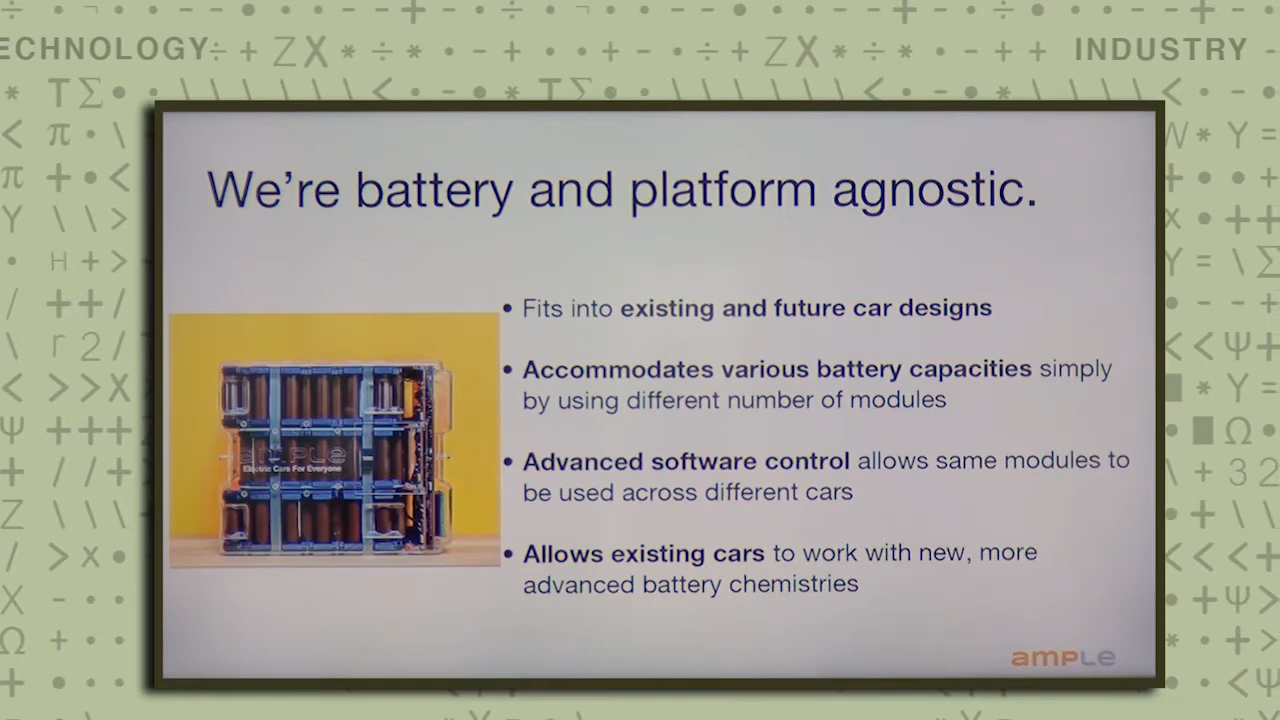 ECHNOLOGY
INDUSTRY
We're battery and platform agnostic.
• Fits into existing and future car designs
• Accommodates various battery capacities simply
by using different number of modules
• Advanced software control allows same modules to
be used across different cars
• Allows existing cars to work with new, more
advanced battery chemistries
AMPLE
Electric Cars For Everyone
AMPLE